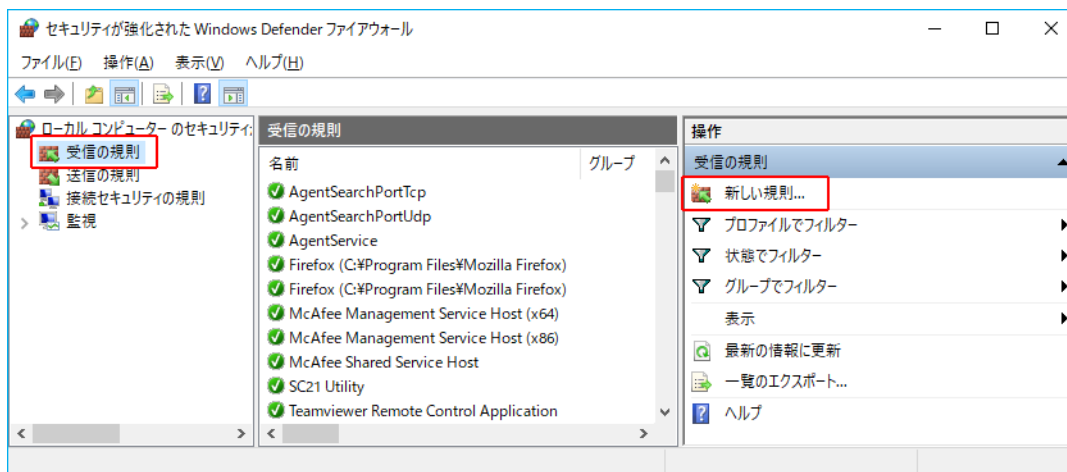 セキュリティが強化された Windows Defender ファイアウォール
ファイル(F) 操作(A) 表示(V) ヘルプ(H)
ローカル コンピューター のセキュリティ
受信の規則
送信の規則
接続セキュリティの規則
監視
受信の規則
名前 グループ
AgentSearchPortTcp
AgentSearchPortUdp
AgentService
Firefox (C:¥Program Files¥Mozilla Firefox)
Firefox (C:¥Program Files¥Mozilla Firefox)
McAfee Management Service Host (x64)
McAfee Management Service Host (x86)
McAfee Shared Service Host
SC21 Utility
Teamviewer Remote Control Application
操作
受信の規則
新しい規則...
プロファイルでフィルター
状態でフィルター
グループでフィルター
表示
最新の情報に更新
一覧のエクスポート...
ヘルプ